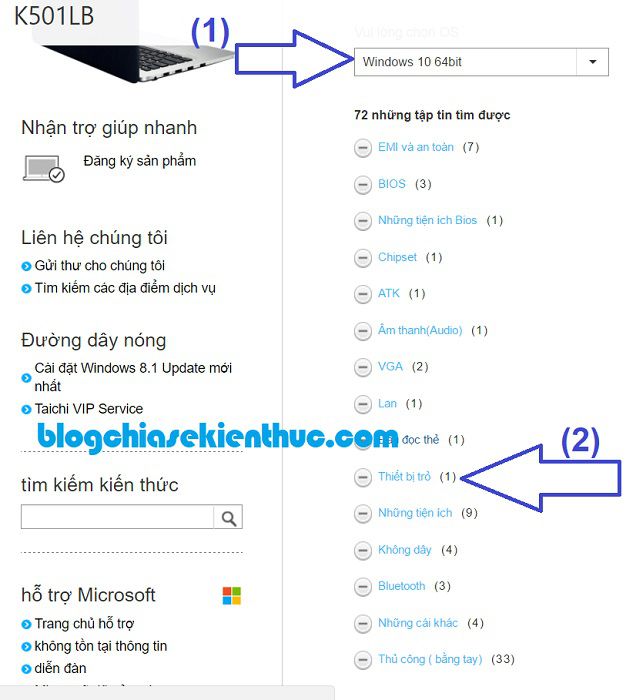 K501LB
(1)
Vui lòng chọn OS
Windows 10 64bit
Nhận trợ giúp nhanh
Đăng ký sản phẩm
Liên hệ chúng tôi
Gửi thư cho chúng tôi
Tìm kiếm các địa điểm dịch vụ
Đường dây nóng
Cài đặt Windows 8.1 Update mới
nhất
Taichi VIP Service
blogchiasekienthuc.com
tìm kiếm kiến thức
hỗ trợ Microsoft
Trang chủ hỗ trợ
không tồn tại thông tin
diễn đàn
72 những tập tin tìm được
EMI và an toàn (7)
BIOS (3)
Những tiện ích Bios (1)
Chipset (1)
ATK (1)
Âm thanh(Audio) (1)
VGA (2)
Lan (1)
đọc thẻ (1)
(2)
Thiết bị trỏ (1)
Những tiện ích (9)
Không dây (4)
Bluetooth (3)
Những cái khác (4)
Thủ công ( bằng tay) (33)